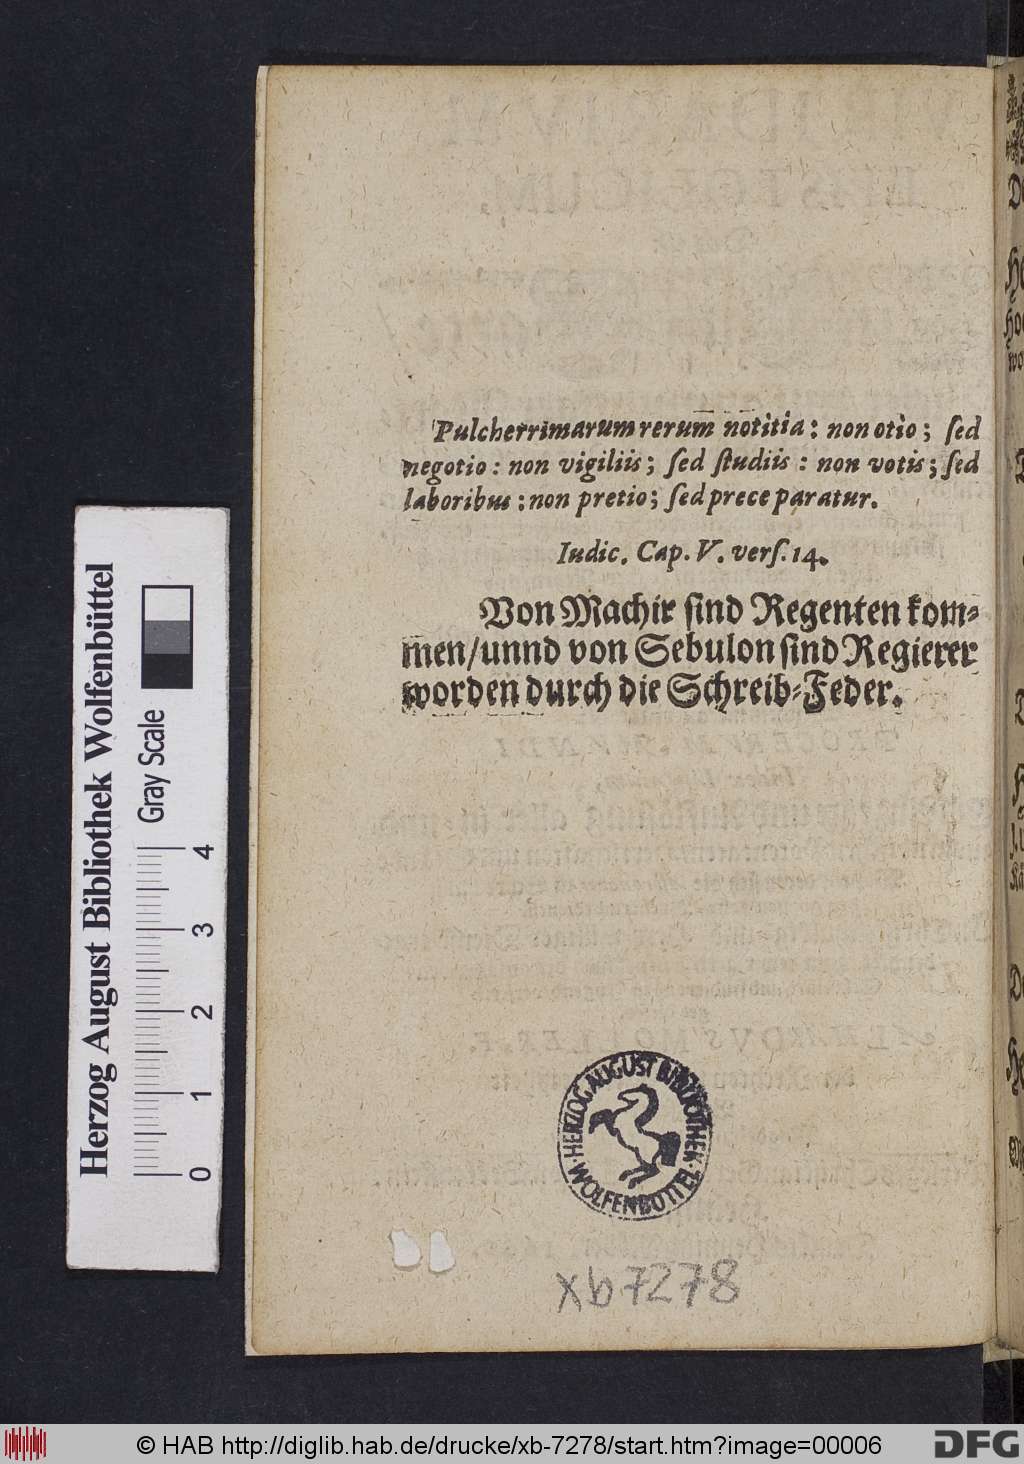 Pulcherrimarum rerum notitia: non otio; ſed
negotio: non vigiliis; ſed ſtudiis: non votis; ſed
laboribus: non pretio; ſed prece paratur.
Iudic. Cap. V. verſ. 14.
Von Machir ſind Regenten kom-
men/unnd von Sebulon ſind Regierer
worden durch die Schreib-Feder.
HERZOG AUGUST BIBLIOTHEK
WOLFENBÜTTEL
Xb 7278
Herzog August Bibliothek Wolfenbüttel
Gray Scale
0 1 2 3 4
© HAB http://diglib.hab.de/drucke/xb-7278/start.htm?image=00006
DFG